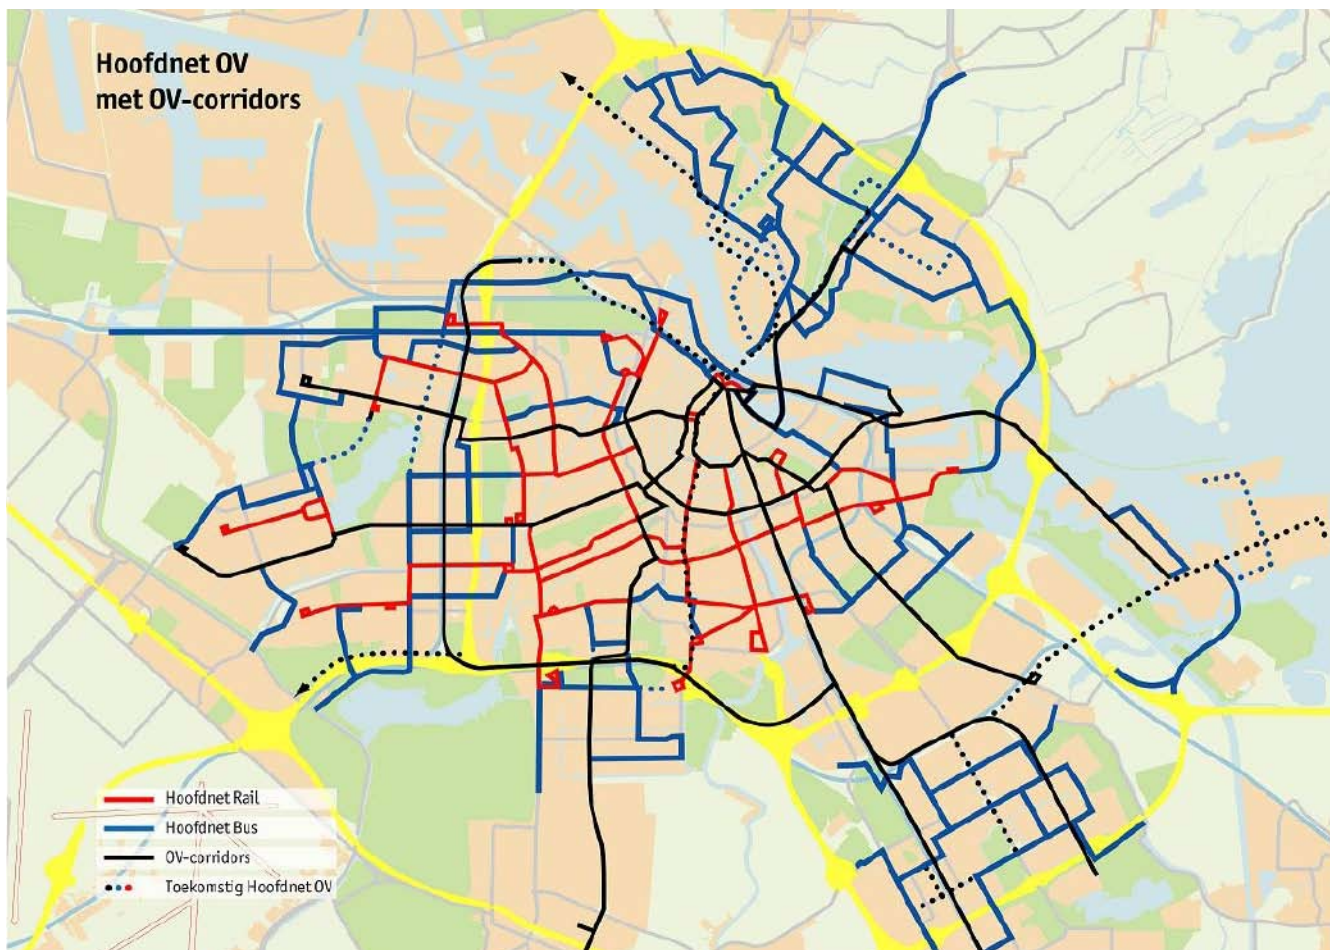 Hoofdnet OV
met OV-corridors
Hoofdnet Rail
Hoofdnet Bus
OV-corridors
Toekomstig Hoofdnet OV